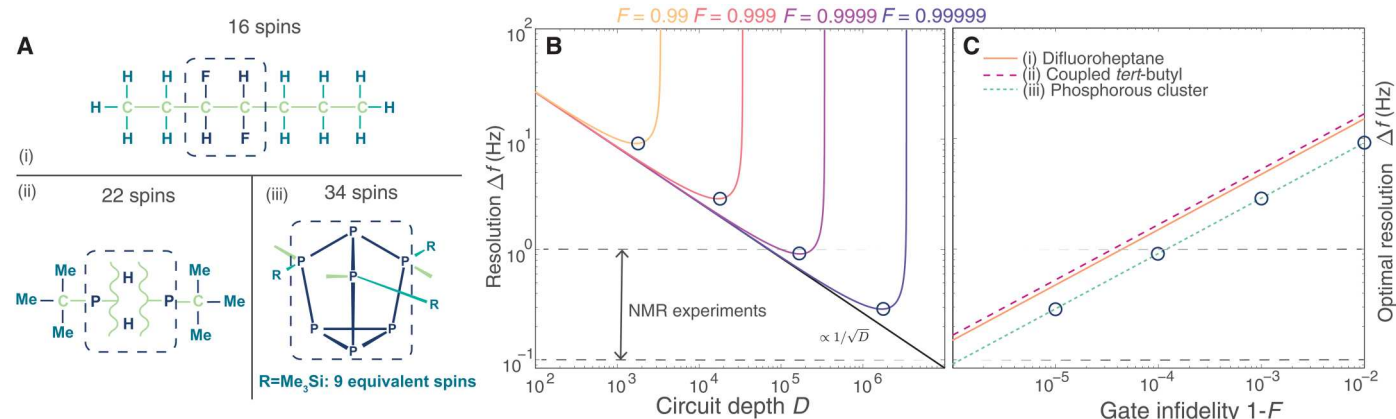 A
16 spins
H H F H H H H
H C C C C C C C H
H H H F H H H
(i)
(ii)
22 spins
Me
Me
C
P
H
P
C
Me
Me
H
Me
Me
(iii)
34 spins
P
R
P
P
P
R
P
P
P
R=Me3Si: 9 equivalent spins
F = 0.99 F = 0.999 F = 0.9999 F = 0.99999
B
Resolution Δf (Hz)
10^2
10^1
10^0
10^-1
NMR experiments
∝ 1/√D
10^2 10^3 10^4 10^5 10^6
Circuit depth D
C
(i) Difluoroheptane
(ii) Coupled tert-butyl
(iii) Phosphorous cluster
Optimal resolution Δf (Hz)
10^-5 10^-4 10^-3 10^-2
Gate infidelity 1-F